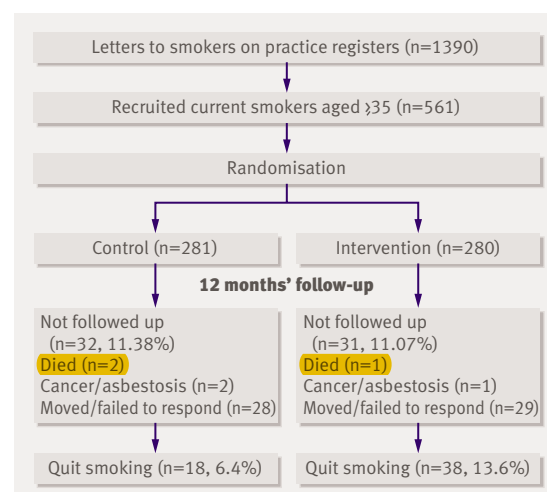 Letters to smokers on practice registers (n=1390)
Recruited current smokers aged ≥35 (n=561)
Randomisation
Control (n=281)
Intervention (n=280)
12 months' follow-up
Not followed up
(n=32, 11.38%)
Died (n=2)
Cancer/asbestosis (n=2)
Moved/failed to respond (n=28)
Not followed up
(n=31, 11.07%)
Died (n=1)
Cancer/asbestosis (n=1)
Moved/failed to respond (n=29)
Quit smoking (n=18, 6.4%)
Quit smoking (n=38, 13.6%)